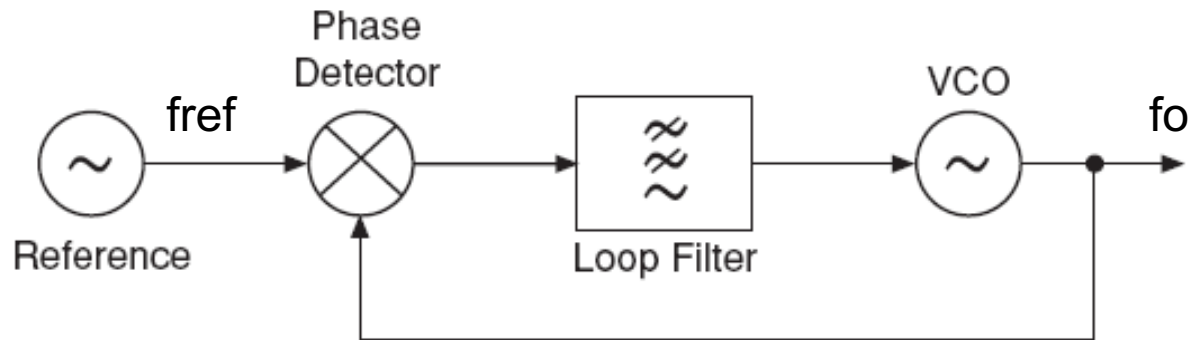 Phase
Detector
VCO
fref
fo
Reference
Loop Filter